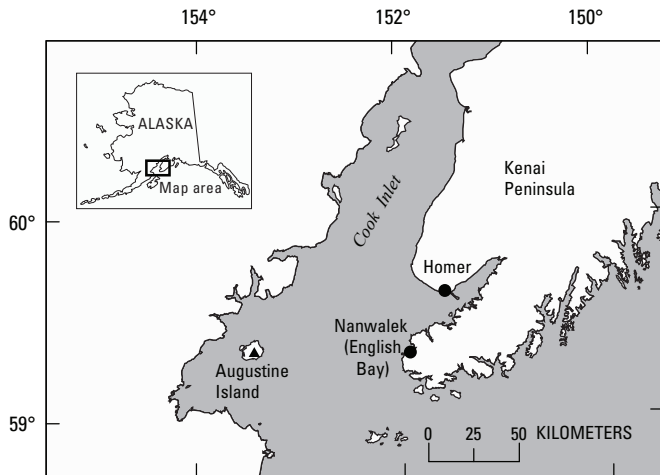 154°
152°
150°
ALASKA
Map area
Kenai
Peninsula
Cook Inlet
60°
Homer
Nanwalek
(English
Bay)
Augustine
Island
59°
0 25 50 KILOMETERS